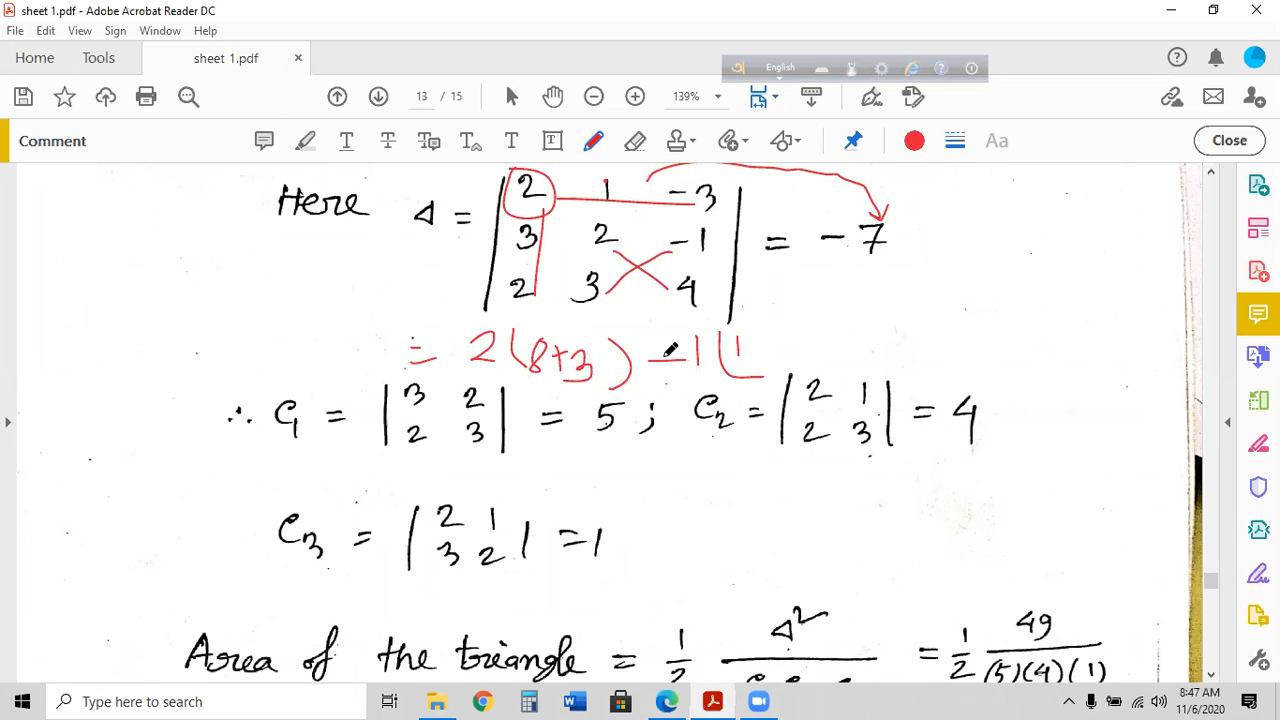 sheet 1.pdf - Adobe Acrobat Reader DC
File Edit View Sign Window Help
Home Tools sheet 1.pdf
English
13 / 15 139%
Comment Close
Here Δ = | 2 1 -3 |
| 3 2 -1 | = -7
| 2 3 4 |
= 2 (8+3) -1 (1
∴ C1 = | 3 2 | = 5 ; C2 = | 2 1 | = 4
| 2 3 | | 2 3 |
C3 = | 2 1 | = 1
| 3 2 |
Area of the triangle = 1/2 Δ² = 1/2 49/(5)(4)(1)
Type here to search
8:47 AM
11/6/2020